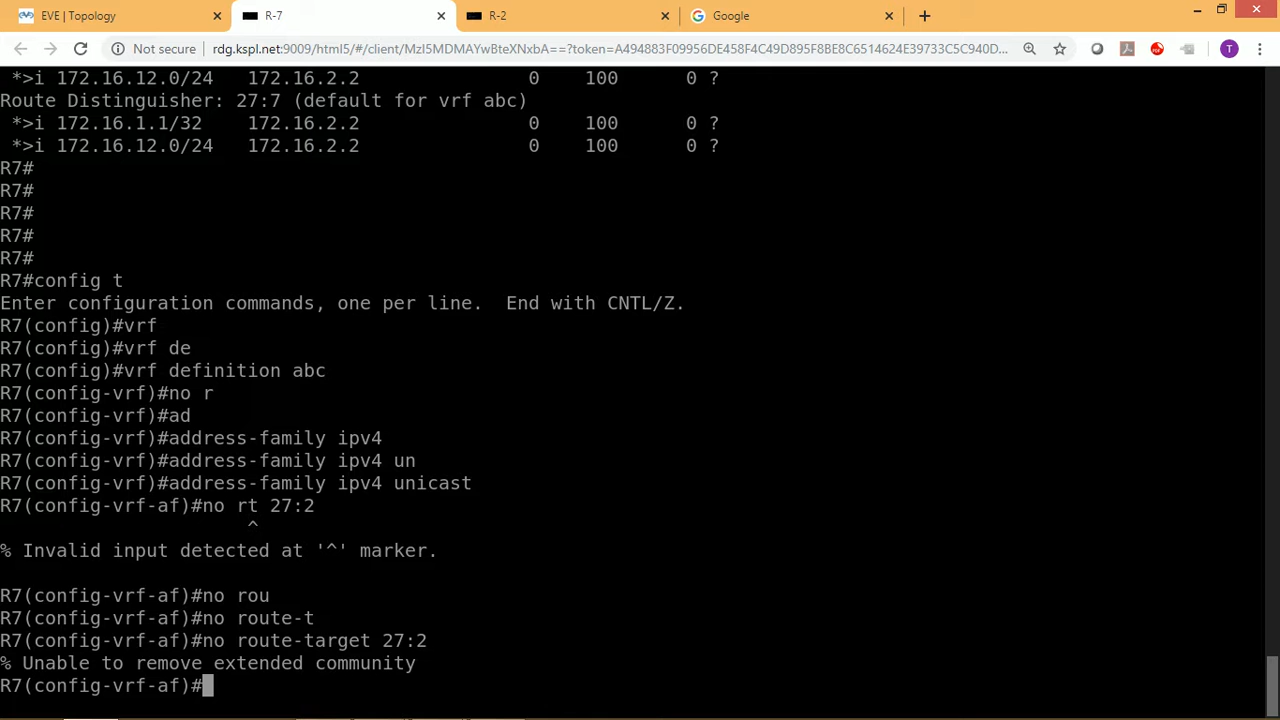 EVE | Topology
R-7
R-2
Google
Not secure rdg.kspl.net:9009/html5/#/client/MzI5MDMAYwBteXNxbA==?token=A494883F09956DE458F4C49D895F8BE8C6514624E39733C5C940D...
T
*>i 172.16.12.0/24 172.16.2.2 0 100 0 ?
Route Distinguisher: 27:7 (default for vrf abc)
*>i 172.16.1.1/32 172.16.2.2 0 100 0 ?
*>i 172.16.12.0/24 172.16.2.2 0 100 0 ?
R7#
R7#
R7#
R7#
R7#
R7#config t
Enter configuration commands, one per line. End with CNTL/Z.
R7(config)#vrf
R7(config)#vrf de
R7(config)#vrf definition abc
R7(config-vrf)#no r
R7(config-vrf)#ad
R7(config-vrf)#address-family ipv4
R7(config-vrf)#address-family ipv4 un
R7(config-vrf)#address-family ipv4 unicast
R7(config-vrf-af)#no rt 27:2
^
% Invalid input detected at '^' marker.
R7(config-vrf-af)#no rou
R7(config-vrf-af)#no route-t
R7(config-vrf-af)#no route-target 27:2
% Unable to remove extended community
R7(config-vrf-af)#